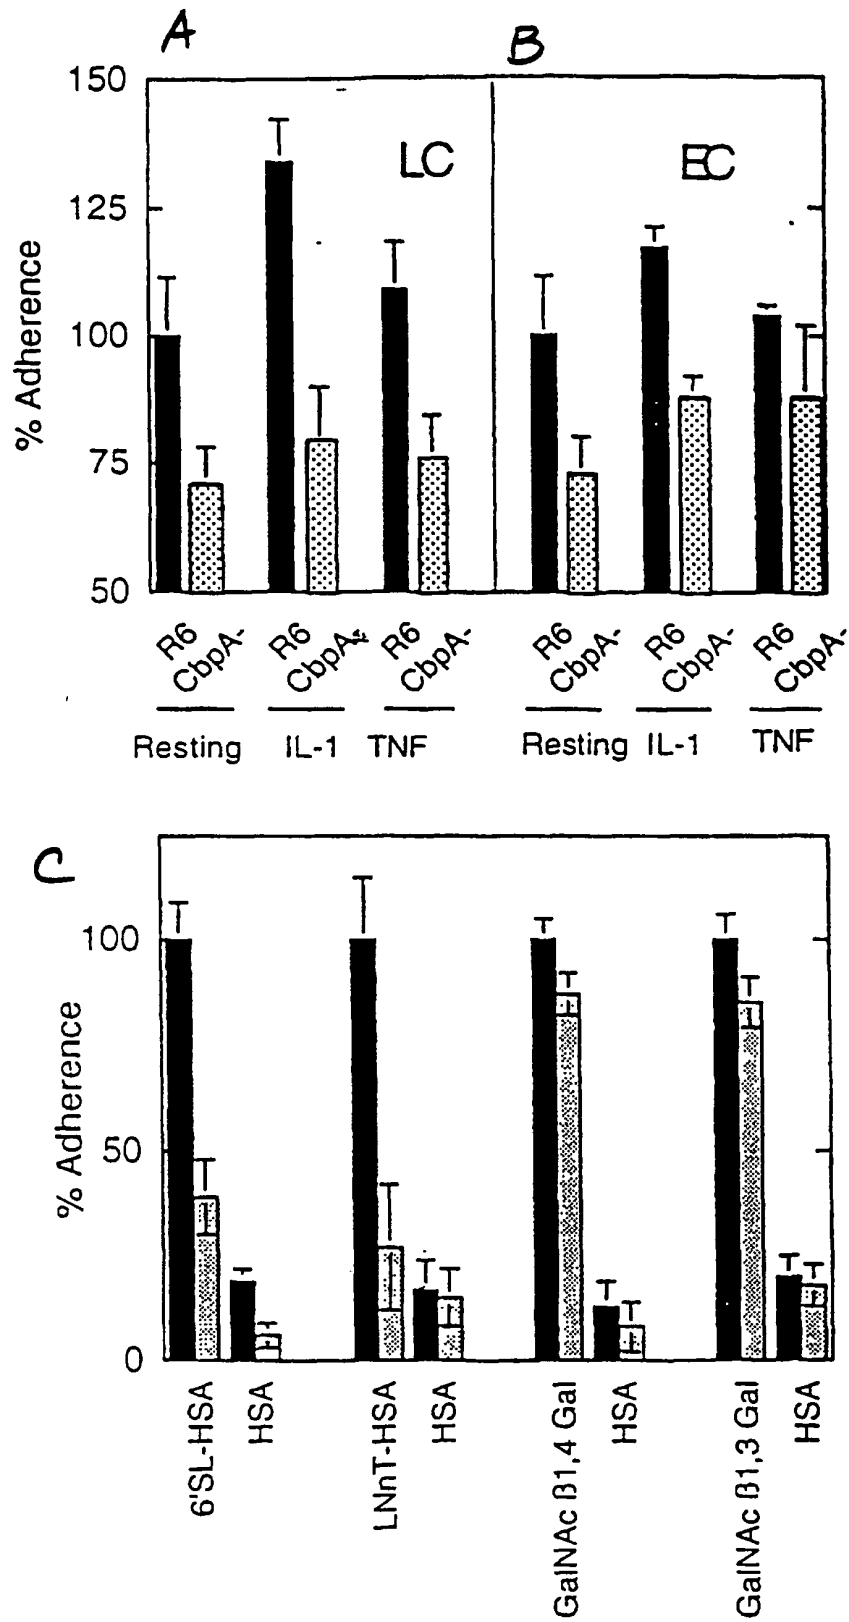 A
B
150
125
100
75
50
% Adherence
LC
EC
R6
CbpA-
R6
CbpA-
R6
CbpA-
R6
CbpA-
R6
CbpA-
R6
CbpA-
Resting
IL-1
TNF
Resting
IL-1
TNF
C
100
50
0
% Adherence
6'SL-HSA
HSA
LNnT-HSA
HSA
GalNAc ß1,4 Gal
HSA
GalNAc ß1,3 Gal
HSA